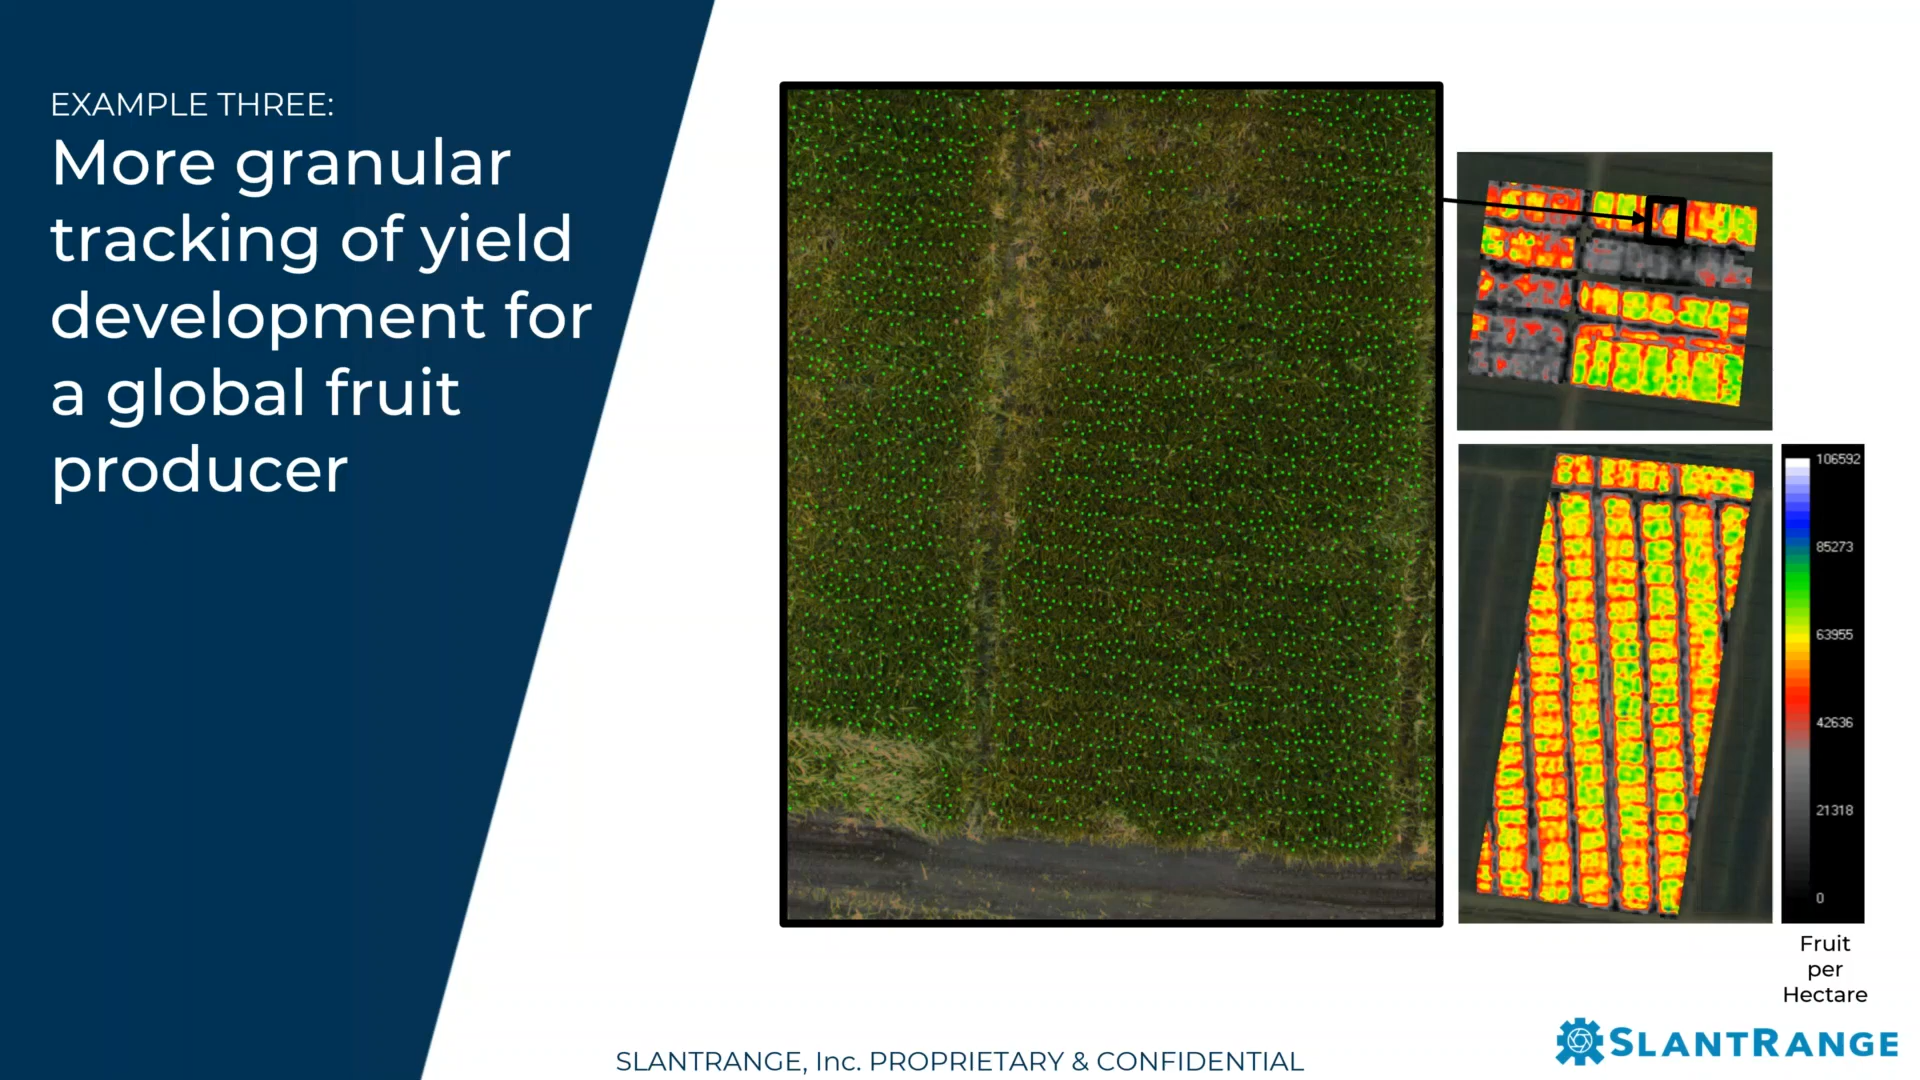 EXAMPLE THREE:
More granular
tracking of yield
development for
a global fruit
producer
106592
85273
63955
42636
21318
0
Fruit
per
Hectare
SLANTRANGE
SLANTRANGE, Inc. PROPRIETARY & CONFIDENTIAL